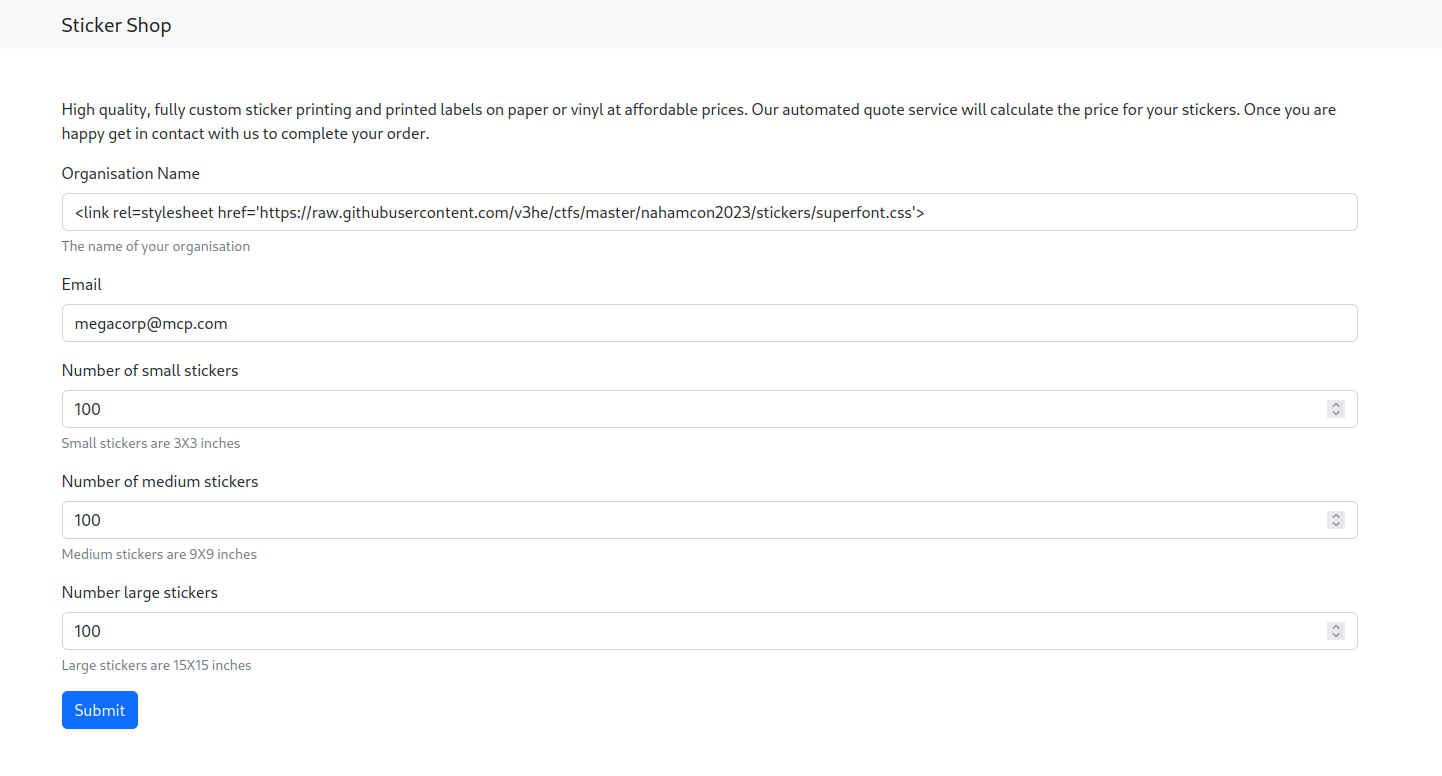 Sticker Shop
High quality, fully custom sticker printing and printed labels on paper or vinyl at affordable prices. Our automated quote service will calculate the price for your stickers. Once you are
happy get in contact with us to complete your order.
Organisation Name
<link rel=stylesheet href='https://raw.githubusercontent.com/v3he/ctfs/master/nahamcon2023/stickers/superfont.css'>
The name of your organisation
Email
megacorp@mcp.com
Number of small stickers
100
Small stickers are 3X3 inches
Number of medium stickers
100
Medium stickers are 9X9 inches
Number large stickers
100
Large stickers are 15X15 inches
Submit